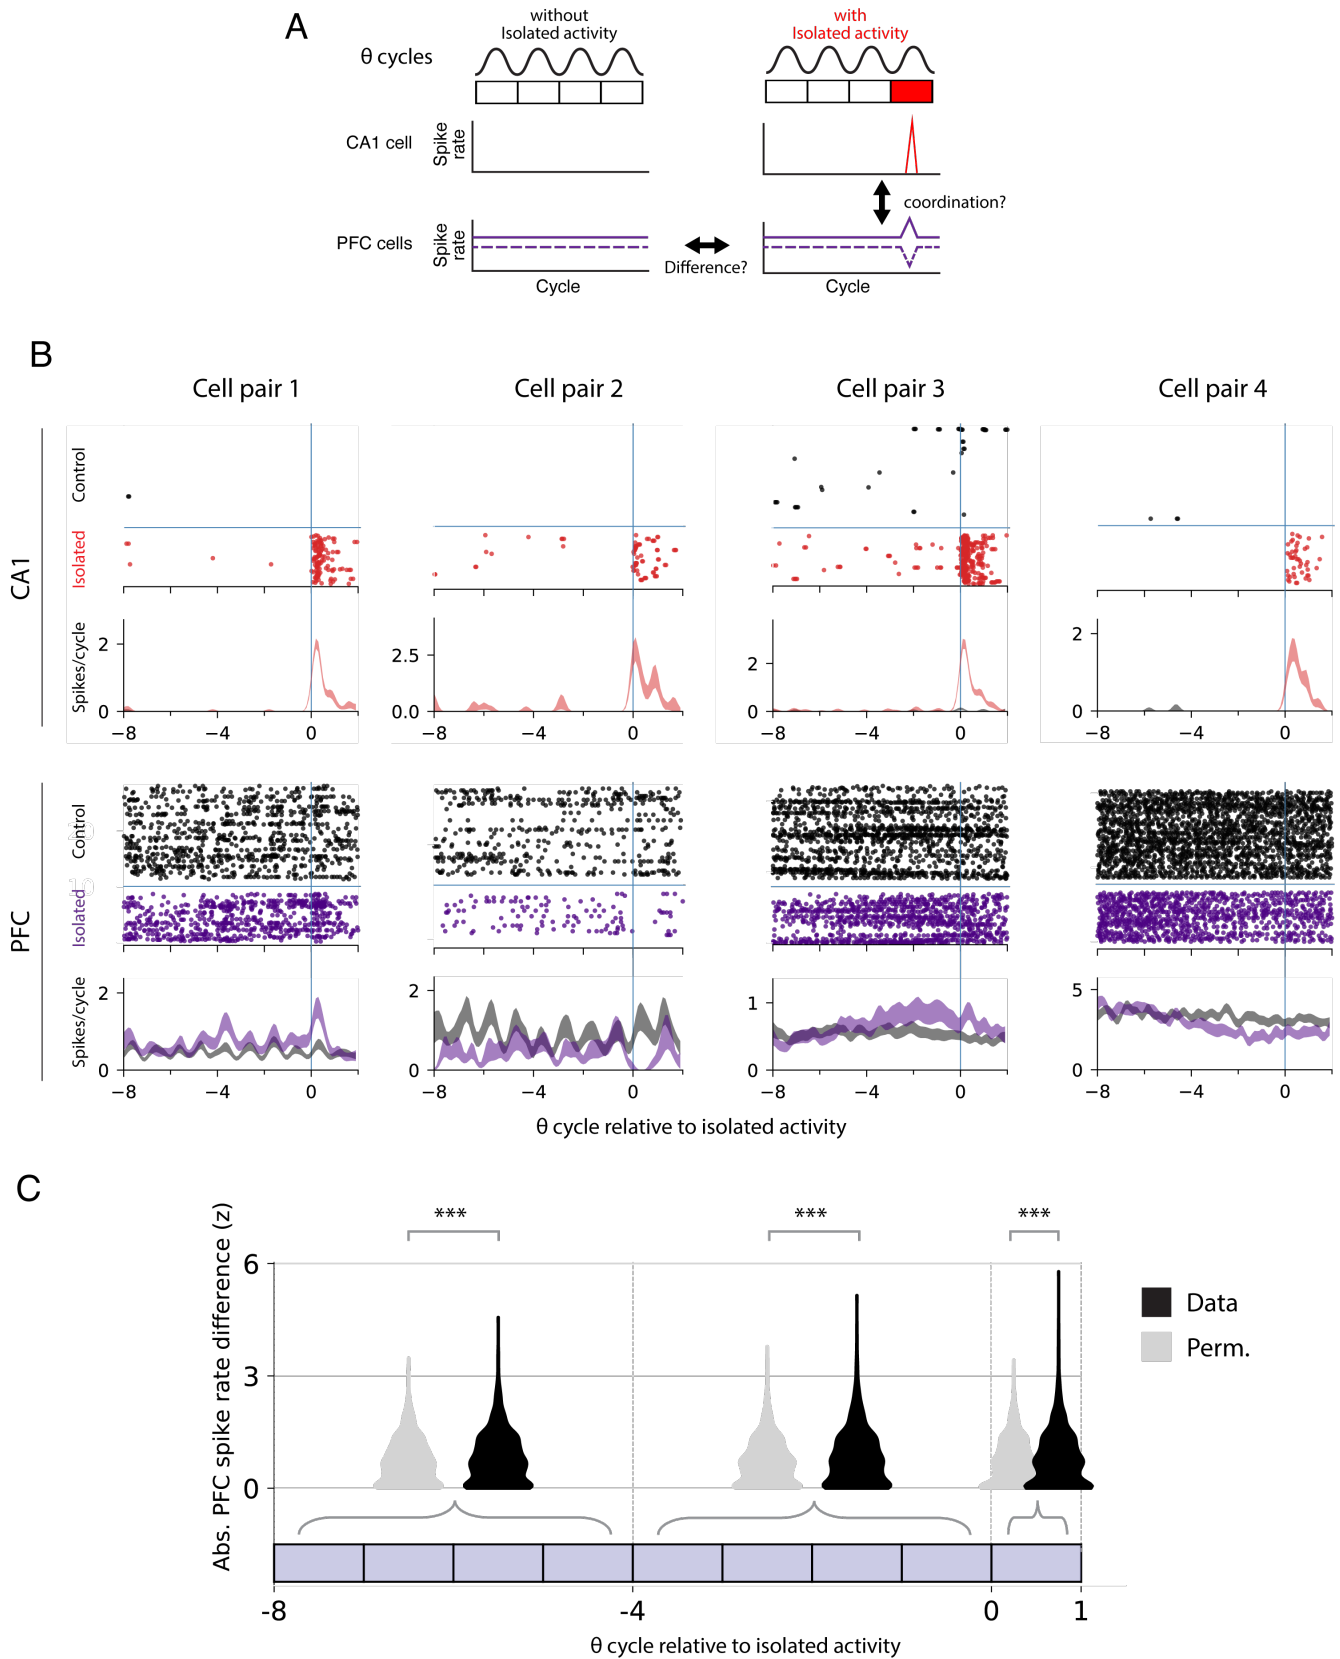 A
without
Isolated activity
with
Isolated activity
θ cycles
CA1 cell
Spike
rate
coordination?
PFC cells
Spike
rate
Difference?
Cycle
Cycle
B
Cell pair 1
Cell pair 2
Cell pair 3
Cell pair 4
CA1
Control
Isolated
Spikes/cycle
2
0
2.5
0.0
2
0
2
0
-8 -4 0
-8 -4 0
-8 -4 0
-8 -4 0
PFC
Control
Isolated
Spikes/cycle
2
0
2
0
1
0
5
0
-8 -4 0
-8 -4 0
-8 -4 0
-8 -4 0
θ cycle relative to isolated activity
C
Abs. PFC spike rate difference (z)
*** *** ***
6
3
0
Data
Perm.
-8 -4 0 1
θ cycle relative to isolated activity